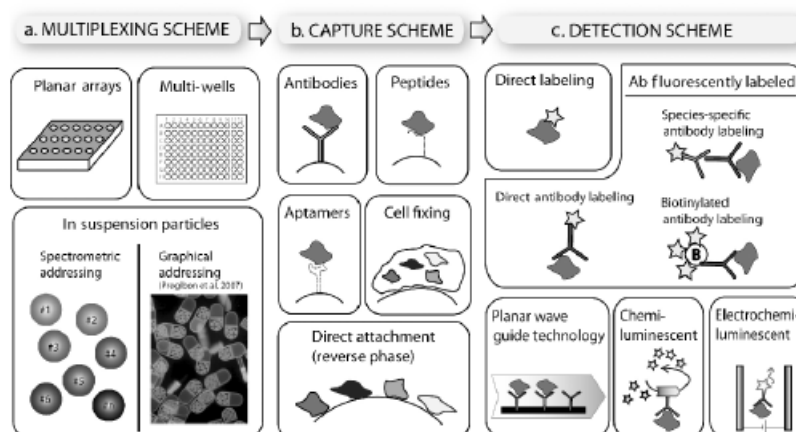 a. MULTIPLEXING SCHEME
b. CAPTURE SCHEME
c. DETECTION SCHEME
Planar arrays
Multi-wells
In suspension particles
Spectrometric
addressing
Graphical
addressing
(Pregibon et al. 2007)
#1
#2
#3
#4
#5
#6
Antibodies
Peptides
Aptamers
Cell fixing
Direct attachment
(reverse phase)
Direct labeling
Ab fluorescently labeled
Species-specific
antibody labeling
Direct antibody labeling
Biotinylated
antibody labeling
B
Planar wave
guide technology
Chemi-
luminescent
Electrochemi-
luminescent